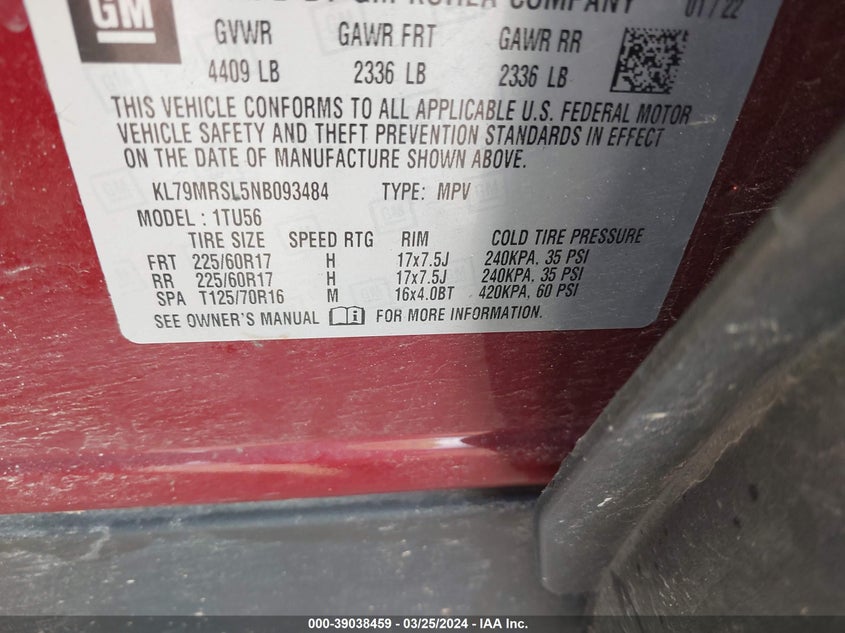 GM
BY GM KOREA COMPANY 01/22
GVWR GAWR FRT GAWR RR
4409 LB 2336 LB 2336 LB
THIS VEHICLE CONFORMS TO ALL APPLICABLE U.S. FEDERAL MOTOR
VEHICLE SAFETY AND THEFT PREVENTION STANDARDS IN EFFECT
ON THE DATE OF MANUFACTURE SHOWN ABOVE.
KL79MRSL5NB093484 TYPE: MPV
MODEL : 1TU56
TIRE SIZE SPEED RTG RIM COLD TIRE PRESSURE
FRT 225/60R17 H 17x7.5J 240KPA, 35 PSI
RR 225/60R17 H 17x7.5J 240KPA, 35 PSI
SPA T125/70R16 M 16x4.0BT 420KPA, 60 PSI
SEE OWNER'S MANUAL FOR MORE INFORMATION.
000-39038459 - 03/25/2024 - IAA Inc.